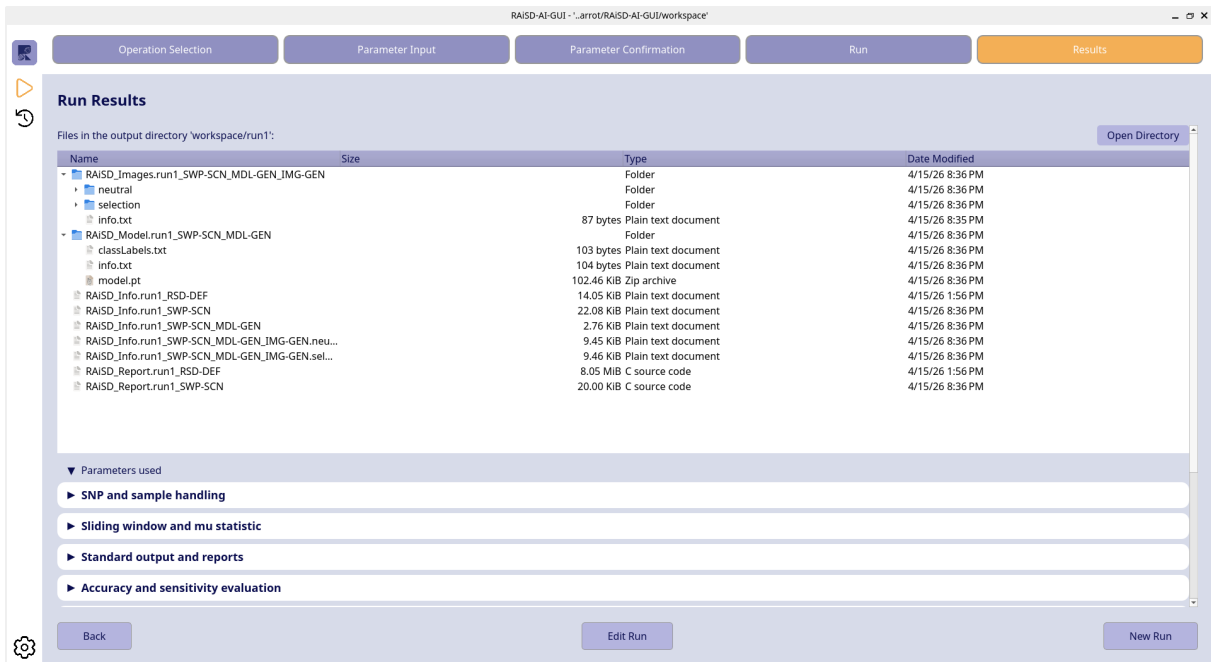 RAiSD-AI-GUI - '..arrot/RAiSD-AI-GUI/workspace'
Operation Selection
Parameter Input
Parameter Confirmation
Run
Results
Run Results
Files in the output directory 'workspace/run1':
Open Directory
Name Size Type Date Modified
RAiSD_Images.run1_SWP-SCN_MDL-GEN_IMG-GEN Folder 4/15/26 8:36 PM
neutral Folder 4/15/26 8:36 PM
selection Folder 4/15/26 8:36 PM
info.txt 87 bytes Plain text document 4/15/26 8:35 PM
RAiSD_Model.run1_SWP-SCN_MDL-GEN Folder 4/15/26 8:36 PM
classLabels.txt 103 bytes Plain text document 4/15/26 8:36 PM
info.txt 104 bytes Plain text document 4/15/26 8:36 PM
model.pt 102.46 KiB Zip archive 4/15/26 8:36 PM
RAiSD_Info.run1_RSD-DEF 14.05 KiB Plain text document 4/15/26 1:56 PM
RAiSD_Info.run1_SWP-SCN 22.08 KiB Plain text document 4/15/26 8:36 PM
RAiSD_Info.run1_SWP-SCN_MDL-GEN 2.76 KiB Plain text document 4/15/26 8:36 PM
RAiSD_Info.run1_SWP-SCN_MDL-GEN_IMG-GEN.neu... 9.45 KiB Plain text document 4/15/26 8:36 PM
RAiSD_Info.run1_SWP-SCN_MDL-GEN_IMG-GEN.sel... 9.46 KiB Plain text document 4/15/26 8:36 PM
RAiSD_Report.run1_RSD-DEF 8.05 MiB C source code 4/15/26 1:56 PM
RAiSD_Report.run1_SWP-SCN 20.00 KiB C source code 4/15/26 8:36 PM
Parameters used
SNP and sample handling
Sliding window and mu statistic
Standard output and reports
Accuracy and sensitivity evaluation
Back
Edit Run
New Run